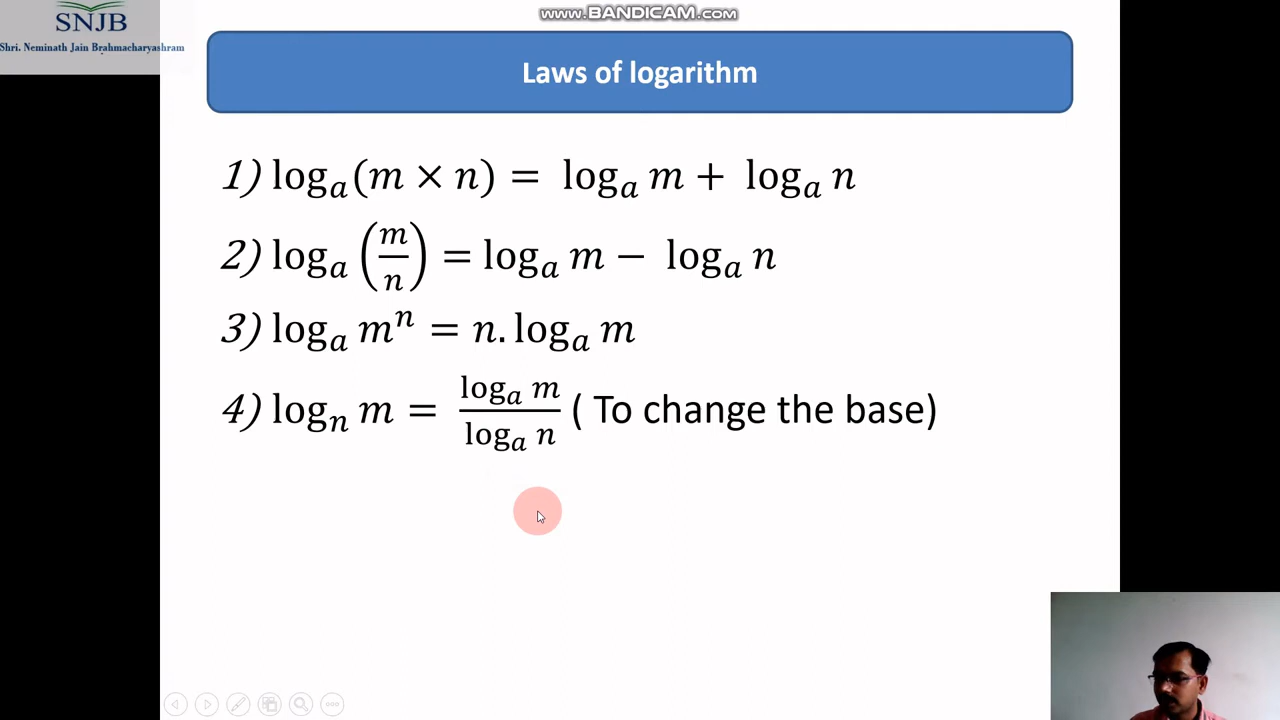 www.BANDICAM.com
SNJB
Shri. Neminath Jain Brahmacharyashram
Laws of logarithm
1) logₐ(m × n) = logₐ m + logₐ n
2) logₐ (m/n) = logₐ m − logₐ n
3) logₐ mⁿ = n. logₐ m
4) logₙ m = logₐ m / logₐ n ( To change the base)